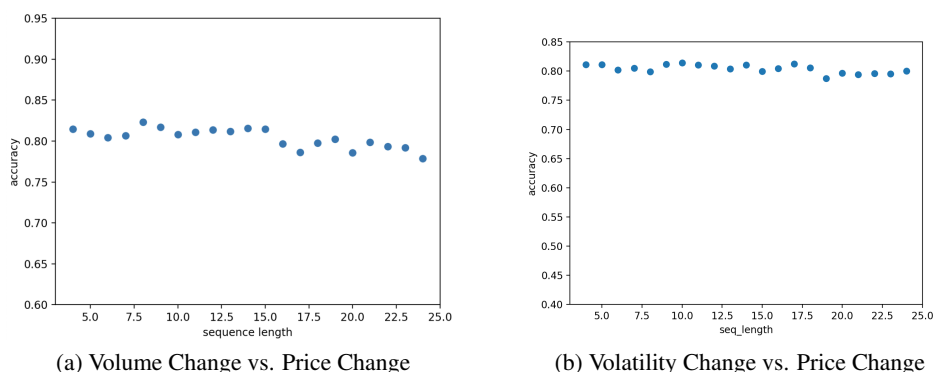 0.95
0.90
0.85
0.80
0.75
0.70
0.65
0.60
accuracy
5.0 7.5 10.0 12.5 15.0 17.5 20.0 22.5 25.0
sequence length
(a) Volume Change vs. Price Change
0.85
0.80
0.75
0.70
0.65
0.60
0.55
0.50
0.45
0.40
accuracy
5.0 7.5 10.0 12.5 15.0 17.5 20.0 22.5 25.0
seq_length
(b) Volatility Change vs. Price Change